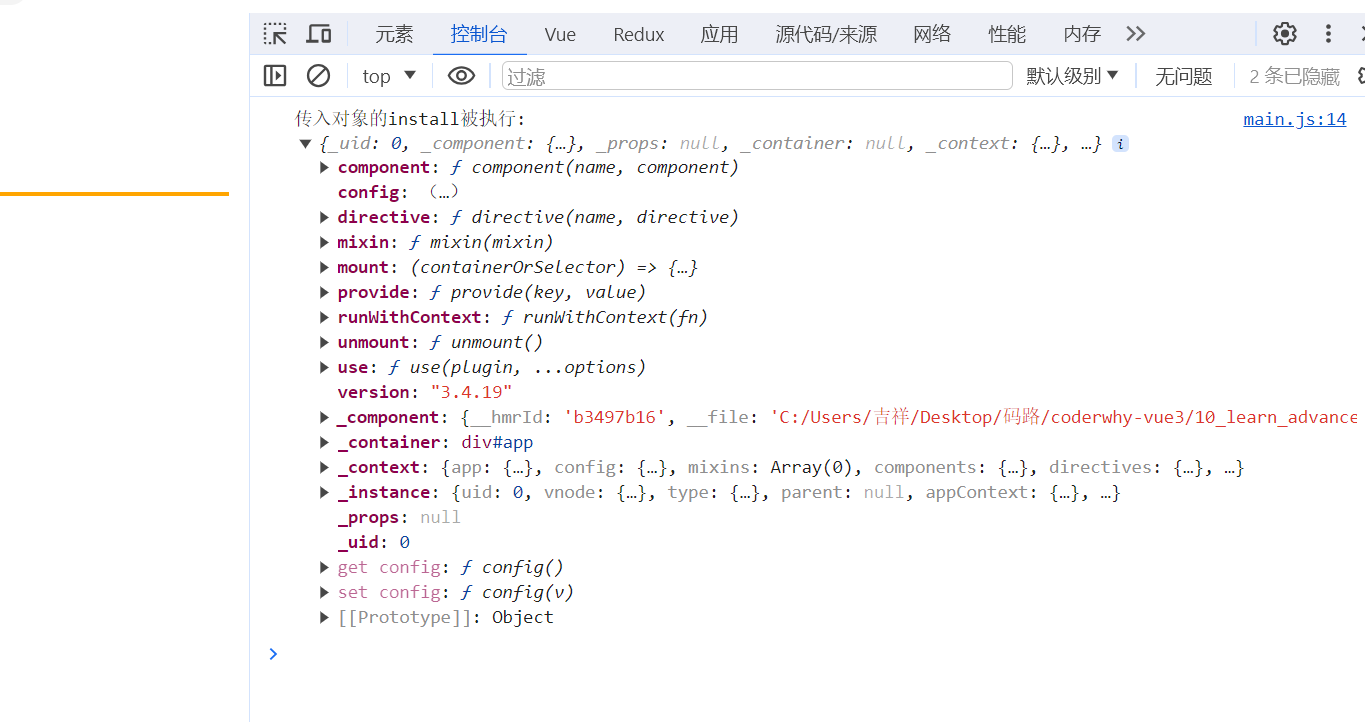 元素 控制台 Vue Redux 应用 源代码/来源 网络 性能 内存
top 过滤 默认级别 无问题 2 条已隐藏
传入对象的install被执行: main.js:14
{_uid: 0, _component: {…}, _props: null, _container: null, _context: {…}, …} i
component: ƒ component(name, component)
config: (…)
directive: ƒ directive(name, directive)
mixin: ƒ mixin(mixin)
mount: (containerOrSelector) => {…}
provide: ƒ provide(key, value)
runWithContext: ƒ runWithContext(fn)
unmount: ƒ unmount()
use: ƒ use(plugin, ...options)
version: "3.4.19"
_component: {__hmrId: 'b3497b16', __file: 'C:/Users/吉祥/Desktop/码路/coderwhy-vue3/10_learn_advance
_container: div#app
_context: {app: {…}, config: {…}, mixins: Array(0), components: {…}, directives: {…}, …}
_instance: {uid: 0, vnode: {…}, type: {…}, parent: null, appContext: {…}, …}
_props: null
_uid: 0
get config: ƒ config()
set config: ƒ config(v)
[[Prototype]]: Object